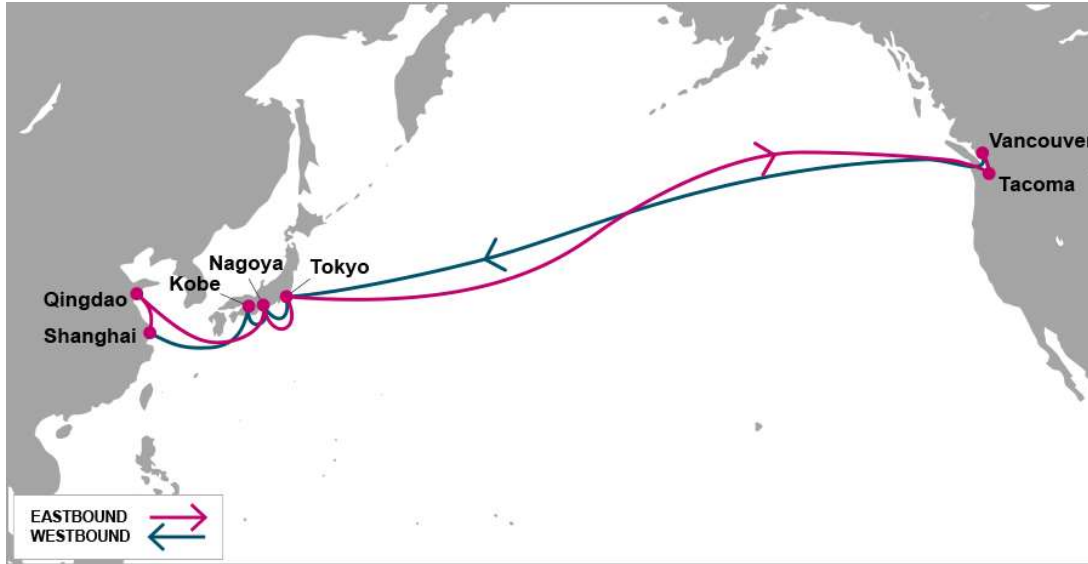 Vancouver
Tacoma
Nagoya
Tokyo
Kobe
Qingdao
Shanghai
EASTBOUND
WESTBOUND